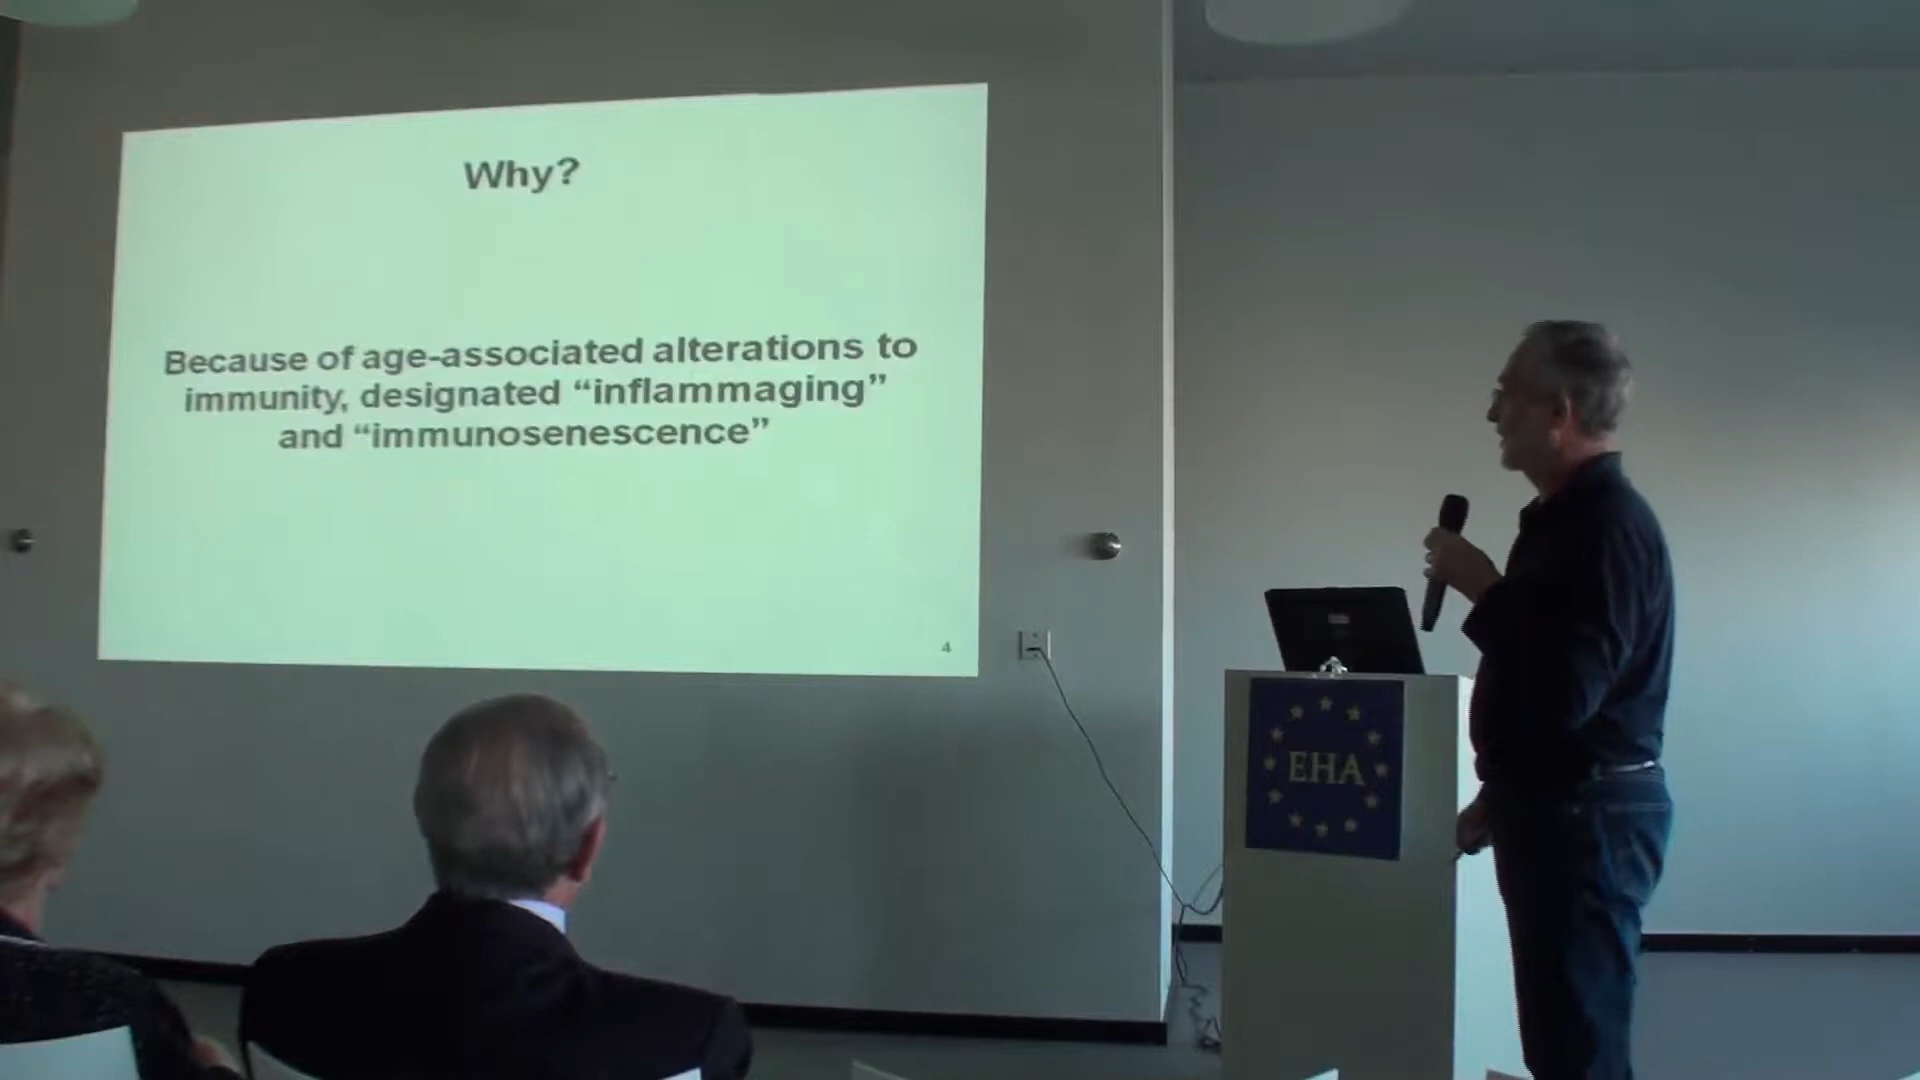 Why?
Because of age-associated alterations to
immunity, designated “inflammaging”
and “immunosenescence”
4
EHA